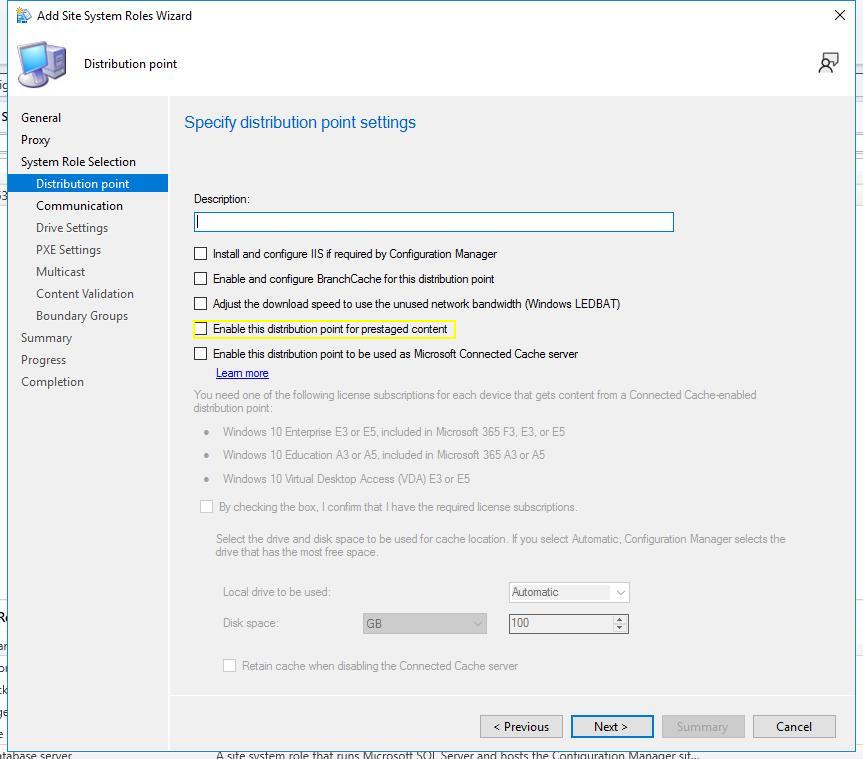 Add Site System Roles Wizard
Distribution point
General
Proxy
System Role Selection
Distribution point
Communication
Drive Settings
PXE Settings
Multicast
Content Validation
Boundary Groups
Summary
Progress
Completion
Specify distribution point settings
Description:
Install and configure IIS if required by Configuration Manager
Enable and configure BranchCache for this distribution point
Adjust the download speed to use the unused network bandwidth (Windows LEDBAT)
Enable this distribution point for prestaged content
Enable this distribution point to be used as Microsoft Connected Cache server
Learn more
You need one of the following license subscriptions for each device that gets content from a Connected Cache-enabled
distribution point:
• Windows 10 Enterprise E3 or E5, included in Microsoft 365 F3, E3, or E5
• Windows 10 Education A3 or A5, included in Microsoft 365 A3 or A5
• Windows 10 Virtual Desktop Access (VDA) E3 or E5
By checking the box, I confirm that I have the required license subscriptions.
Select the drive and disk space to be used for cache location. If you select Automatic, Configuration Manager selects the
drive that has the most free space.
Local drive to be used: Automatic
Disk space: GB 100
Retain cache when disabling the Connected Cache server
< Previous Next > Summary Cancel
atabase server A site system role that runs Microsoft SQL Server and hosts the Configuration Manager sit...